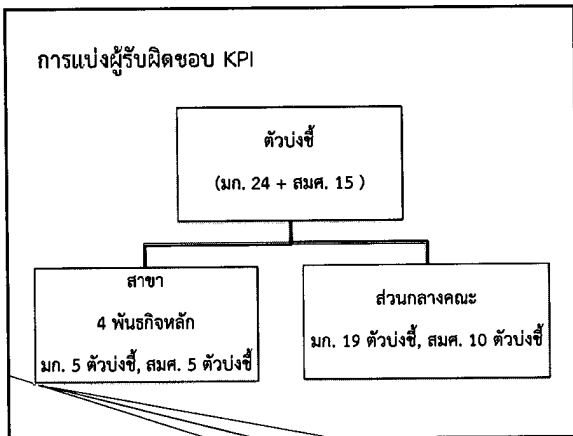 การแบ่งผู้รับผิดชอบ KPI
ตัวบ่งชี้
(มก. 24 + สมศ. 15 )
สาขา
4 พันธกิจหลัก
มก. 5 ตัวบ่งชี้, สมศ. 5 ตัวบ่งชี้
ส่วนกลางคณะ
มก. 19 ตัวบ่งชี้, สมศ. 10 ตัวบ่งชี้